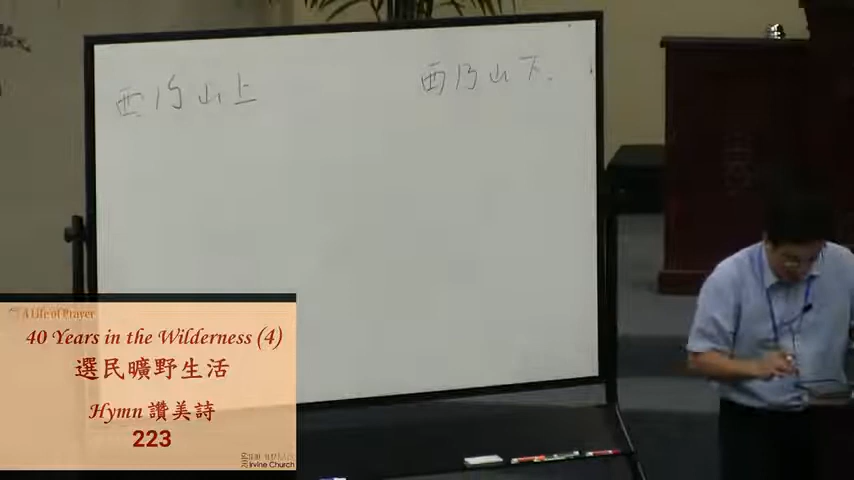 西乃山上
西乃山下.
A Life of Prayer
40 Years in the Wilderness (4)
選民曠野生活
Hymn 讚美詩
223
Irvine Church